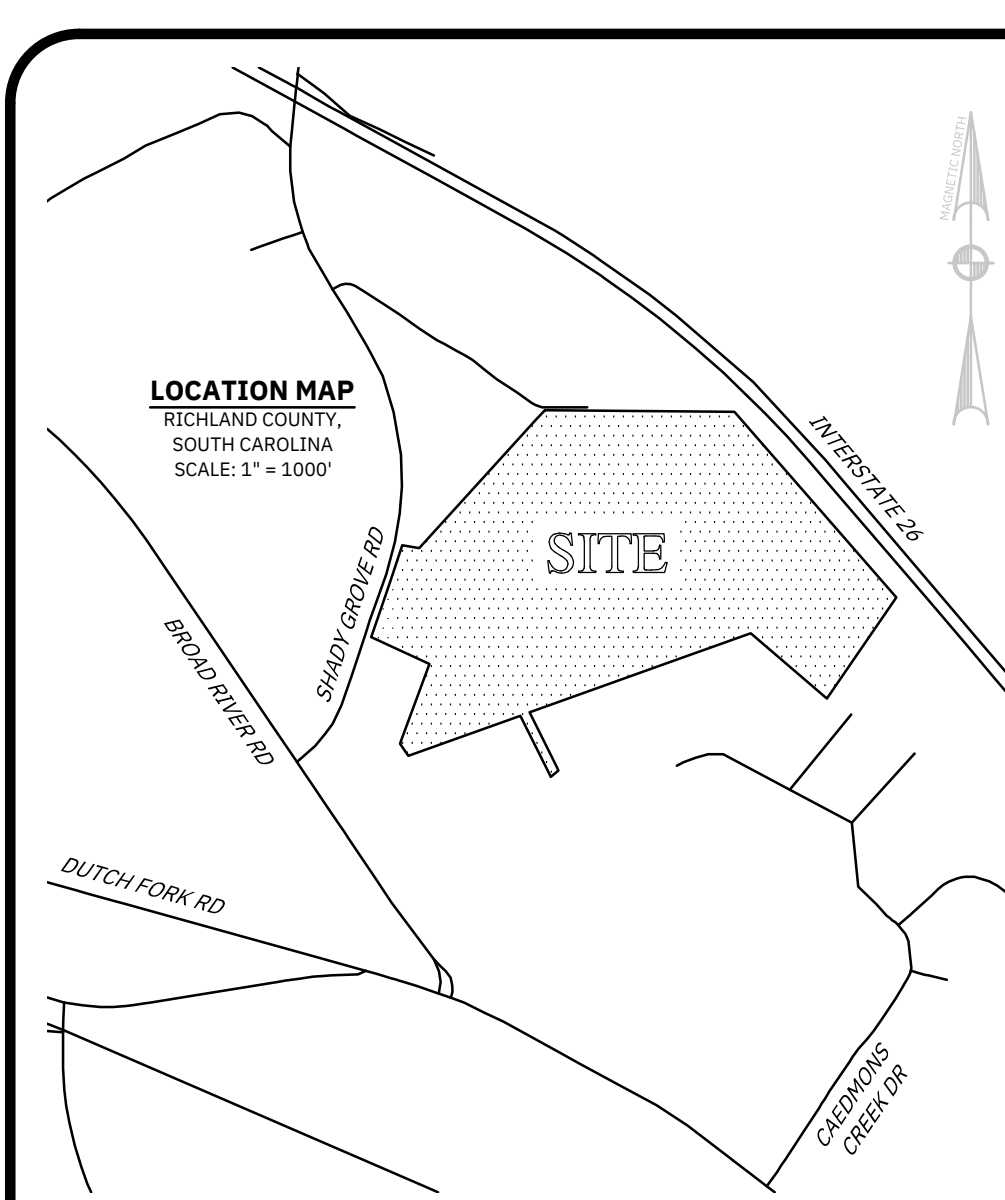 MAGNETIC NORTH
LOCATION MAP
RICHLAND COUNTY,
SOUTH CAROLINA
SCALE: 1" = 1000'
INTERSTATE 26
SITE
SHADY GROVE RD
BROAD RIVER RD
DUTCH FORK RD
CAEDMONS
CREEK DR